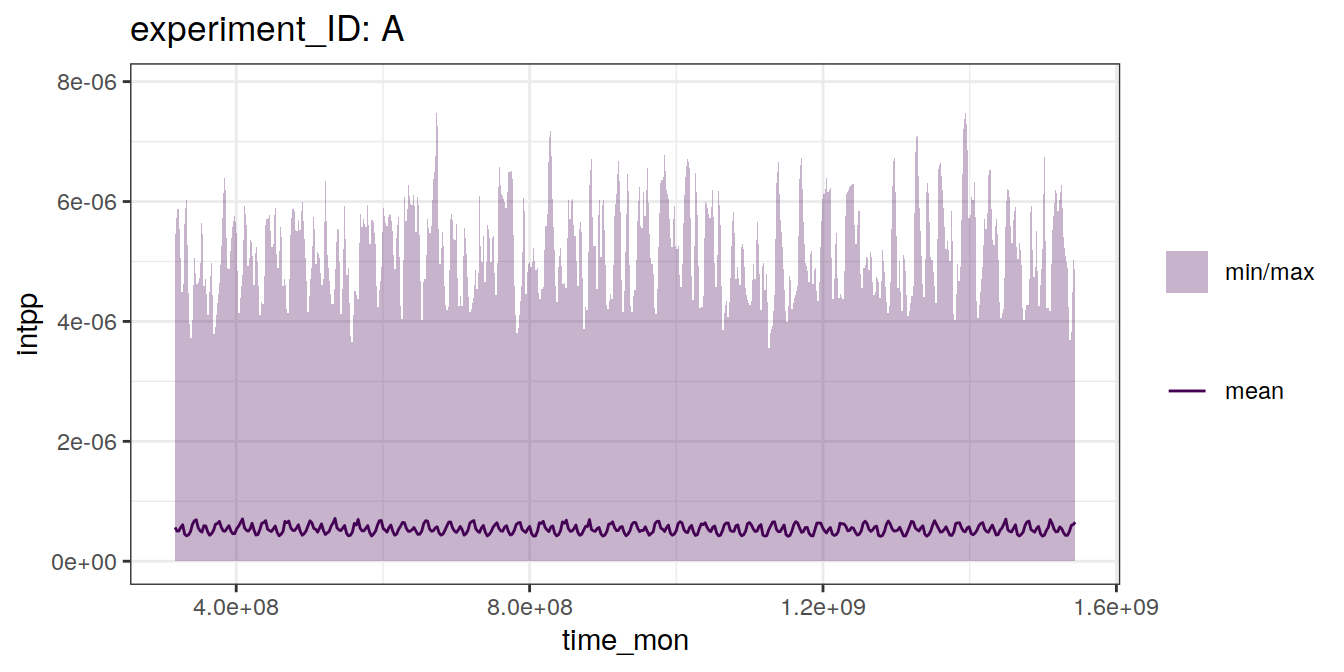 experiment_ID: A
8e-06
6e-06
4e-06
2e-06
0e+00
intpp
4.0e+08 8.0e+08 1.2e+09 1.6e+09
time_mon
min/max
mean